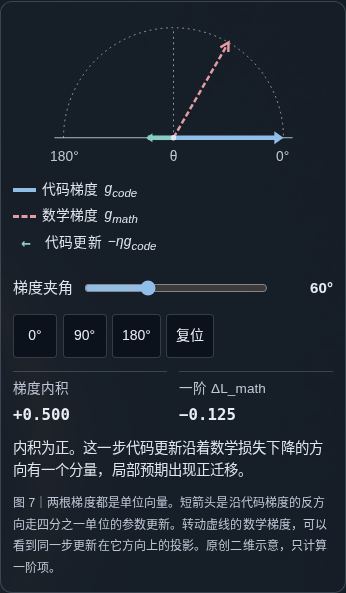 180° θ 0°
代码梯度 g_code
数学梯度 g_math
← 代码更新 −ηg_code
梯度夹角 60°
0° 90° 180° 复位
梯度内积 一阶 ΔL_math
+0.500 −0.125
内积为正。这一步代码更新沿着数学损失下降的方
向有一个分量，局部预期出现正迁移。
图 7｜两根梯度都是单位向量。短箭头是沿代码梯度的反方
向走四分之一单位的参数更新。转动虚线的数学梯度，可以
看到同一步更新在它方向上的投影。原创二维示意，只计算
一阶项。